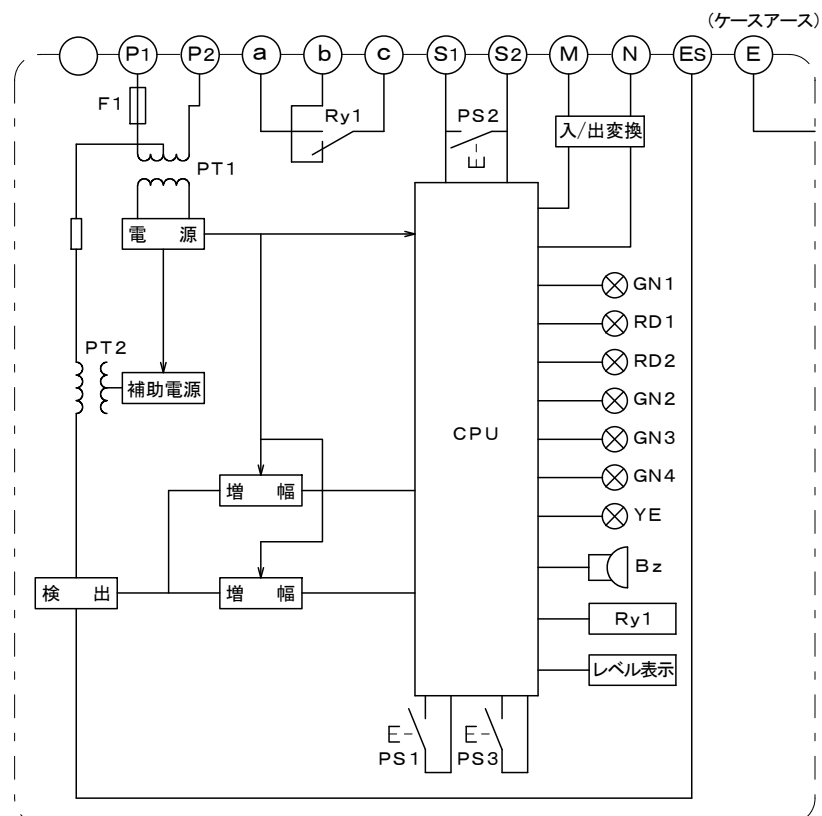 (ケースアース)
P1 P2 a b c S1 S2 M N Es E
F1
Ry1
PS2
入/出変換
PT1
電 源
GN1
RD1
RD2
PT2
補助電源
GN2
CPU
GN3
GN4
増 幅
YE
Bz
検 出
増 幅
Ry1
レベル表示
PS1
PS3